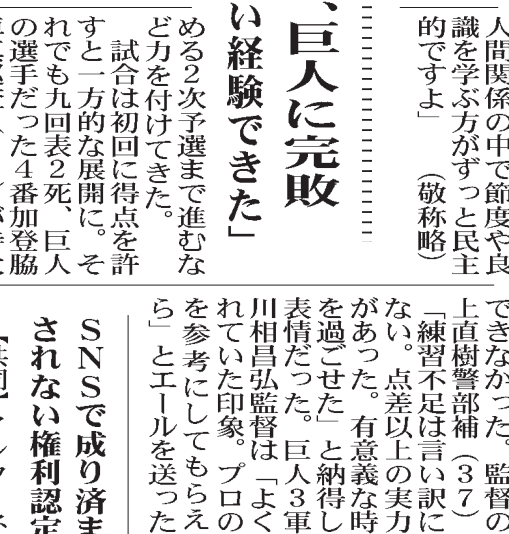 人間関係の中で節度や良
識を学ぶ方がずっと民主
的ですよ」　（敬称略）
、巨人に完敗
い経験できた」
める２次予選まで進むな
ど力を付けてきた。
　試合は初回に得点を許
すと一方的な展開に。そ
れでも九回表２死、巨人
の選手だった４番加登脇
できなかった。監督の
上直樹警部補（３７）
「練習不足は言い訳に
ない。点差以上の実力
があった。有意義な時
を過ごせた」と納得し
表情だった。巨人３軍
川相昌弘監督は「よく
れていた印象。プロの
を参考にしてもらえ
ら」とエールを送った
ＳＮＳで成り済ま
されない権利認定